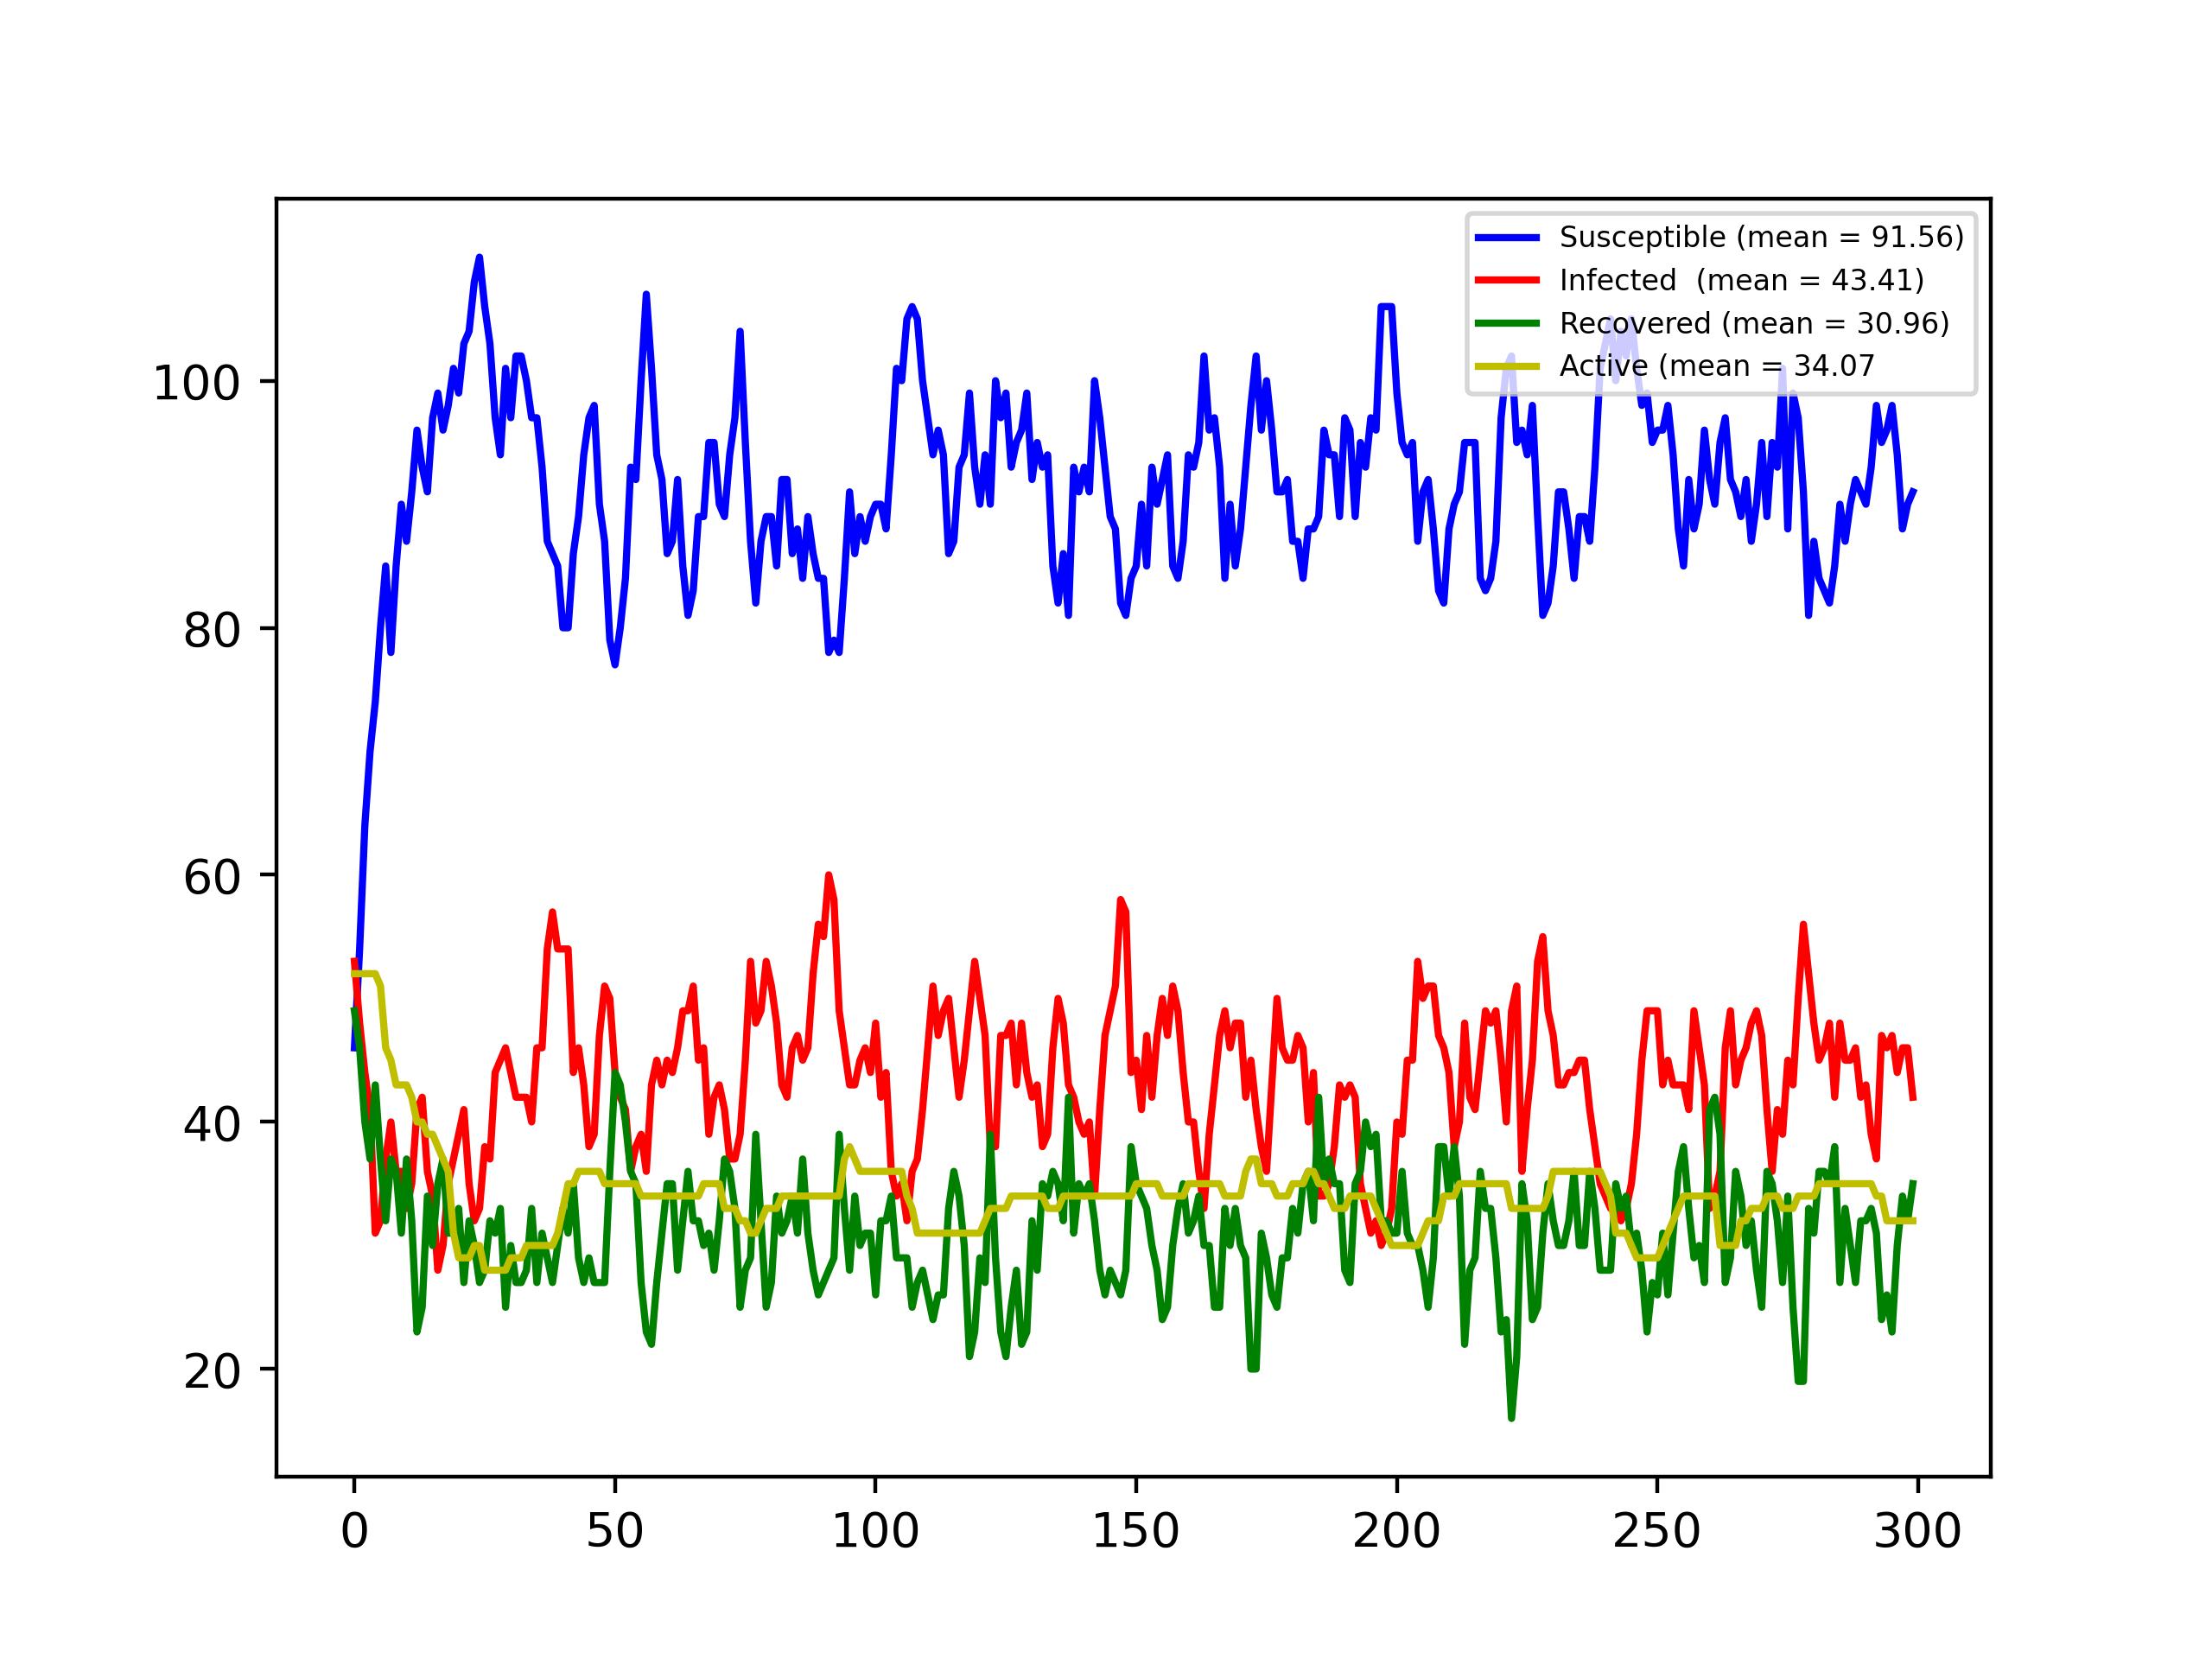 Susceptible (mean = 91.56)
Infected  (mean = 43.41)
Recovered (mean = 30.96)
Active (mean = 34.07
100
80
60
40
20
0 50 100 150 200 250 300